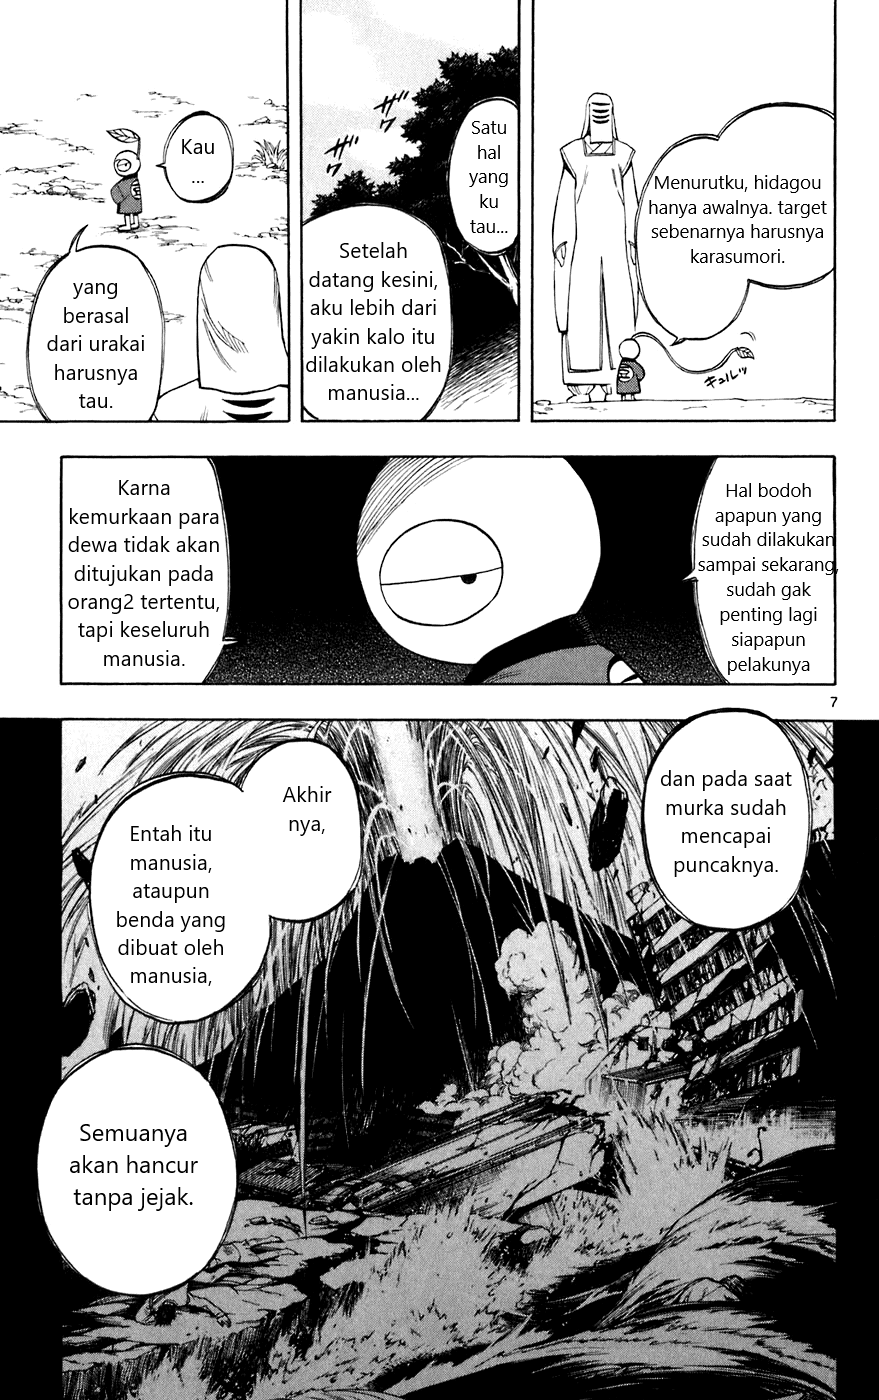 Menurutku, hidagou
hanya awalnya. target
sebenarnya harusnya
karasumori.
キュルッ
Satu
hal
yang
ku
tau...
Setelah
datang kesini,
aku lebih dari
yakin kalo itu
dilakukan oleh
manusia...
Kau
...
yang
berasal
dari urakai
harusnya
tau.
Hal bodoh
apapun yang
sudah dilakukan
sampai sekarang,
sudah gak
penting lagi
siapapun
pelakunya
Karna
kemurkaan para
dewa tidak akan
ditujukan pada
orang2 tertentu,
tapi keseluruh
manusia.
7
dan pada saat
murka sudah
mencapai
puncaknya.
Akhir
nya,
Entah itu
manusia,
ataupun
benda yang
dibuat oleh
manusia,
Semuanya
akan hancur
tanpa jejak.